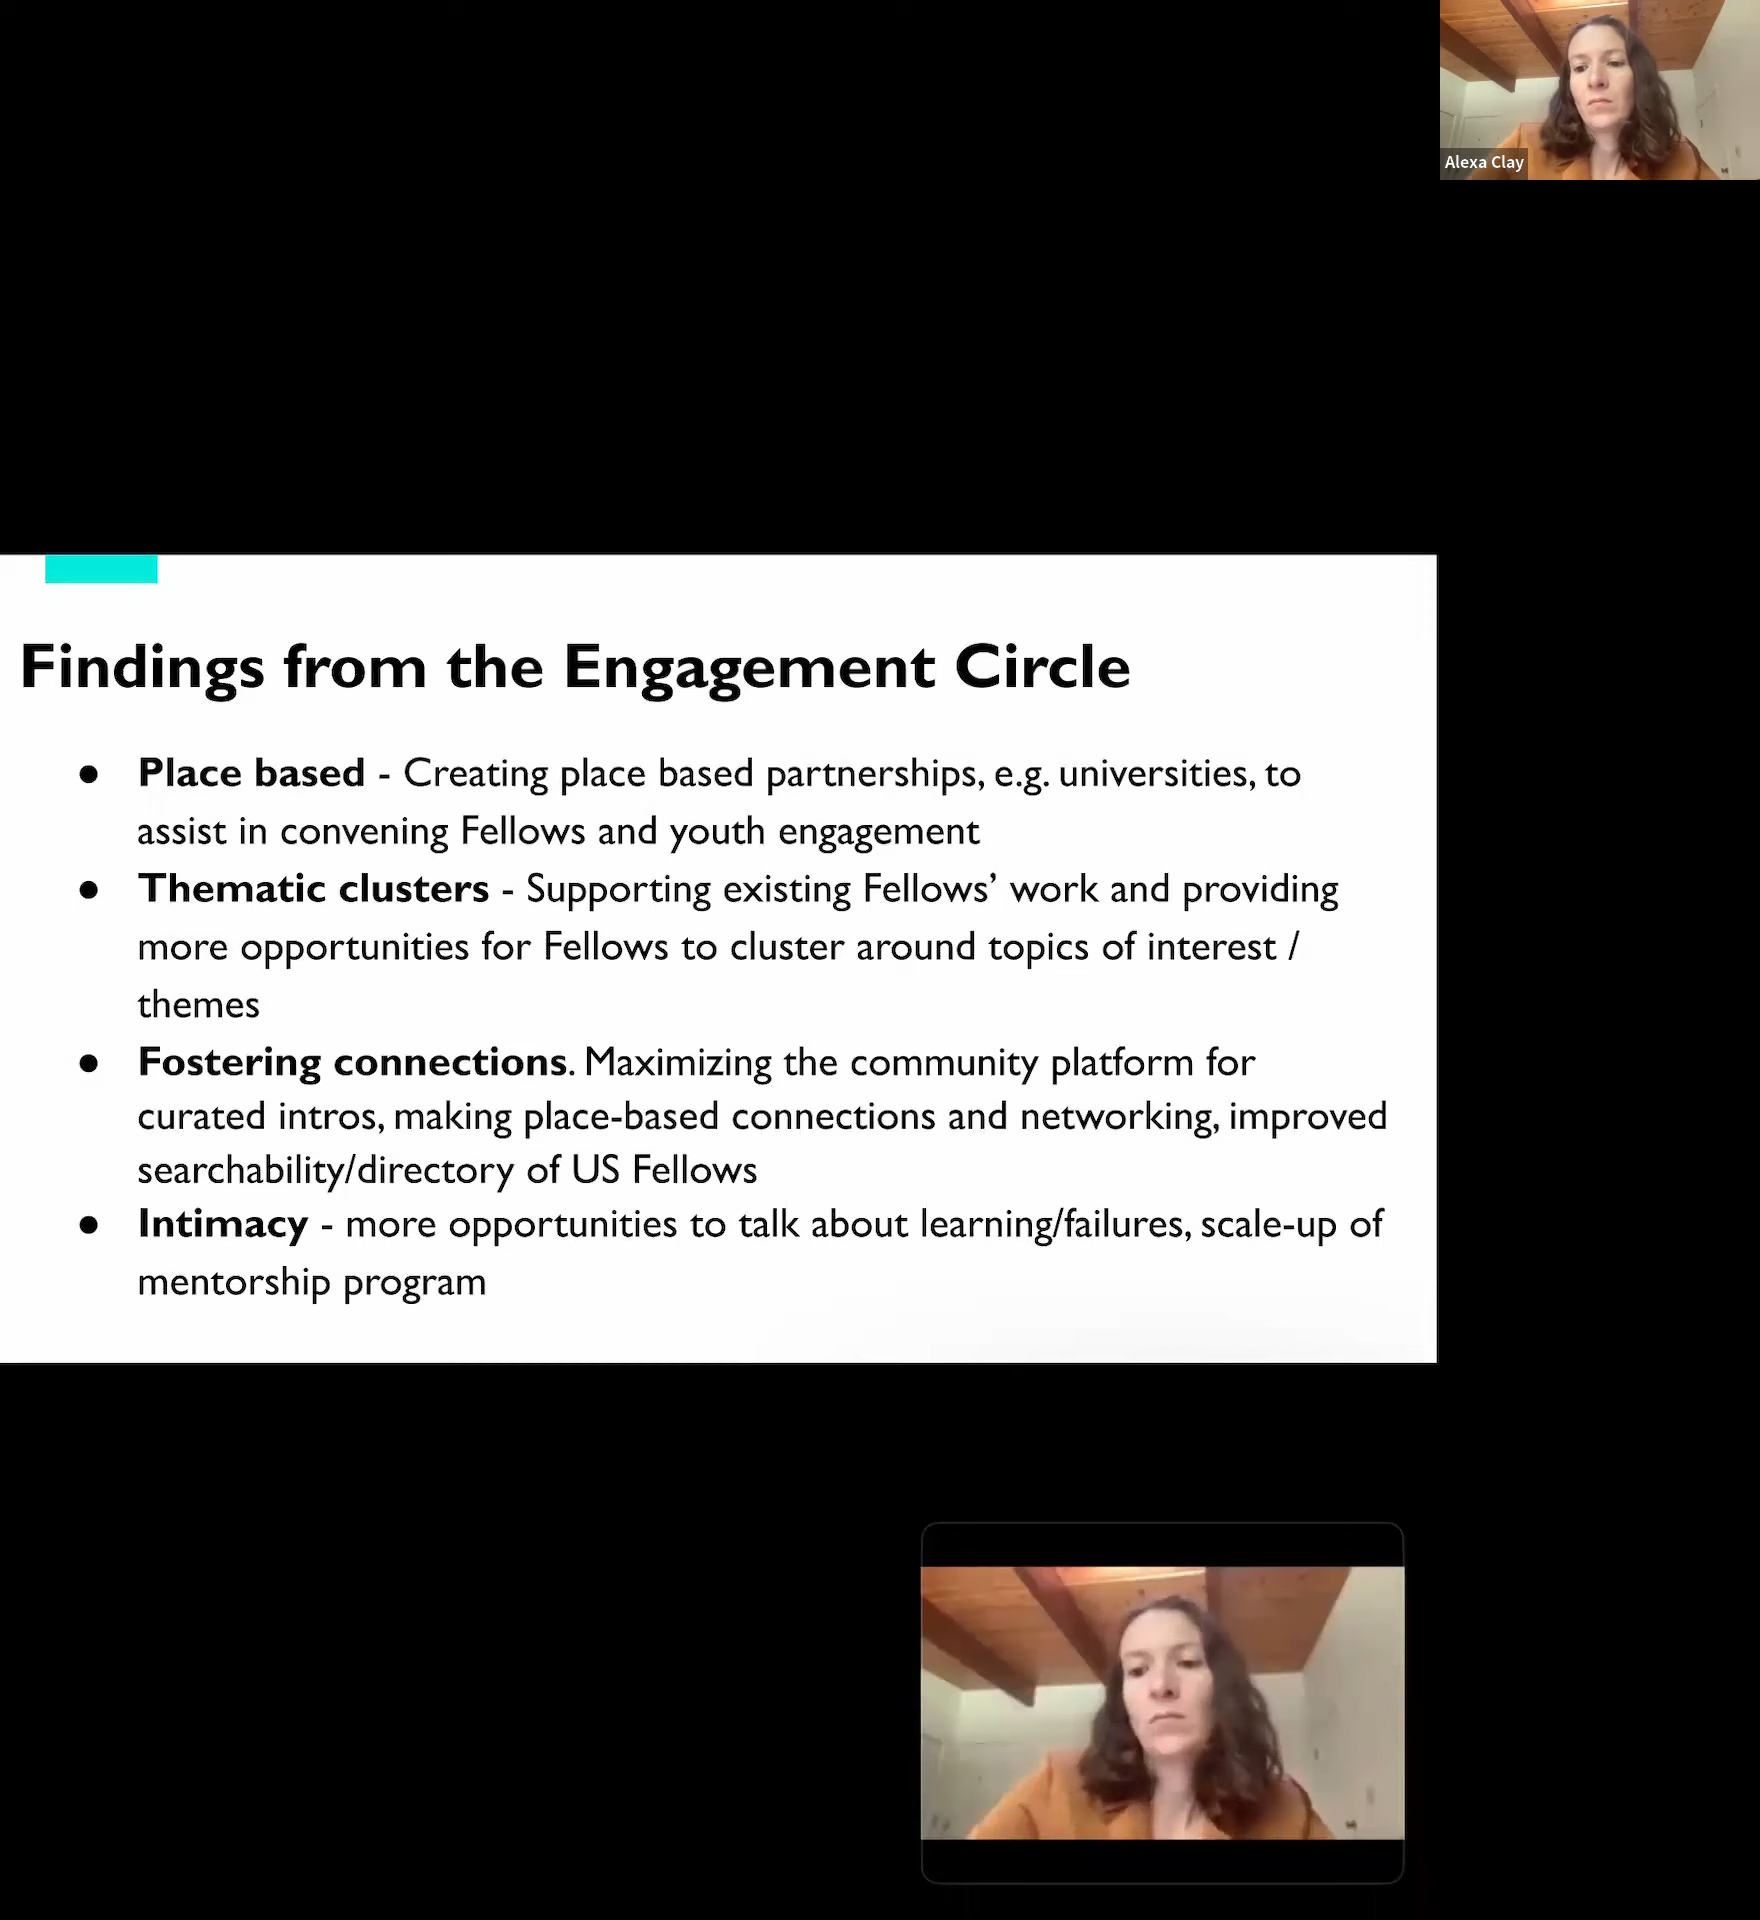 Alexa Clay
Findings from the Engagement Circle
● Place based - Creating place based partnerships, e.g. universities, to
assist in convening Fellows and youth engagement
● Thematic clusters - Supporting existing Fellows’ work and providing
more opportunities for Fellows to cluster around topics of interest /
themes
● Fostering connections. Maximizing the community platform for
curated intros, making place-based connections and networking, improved
searchability/directory of US Fellows
● Intimacy - more opportunities to talk about learning/failures, scale-up of
mentorship program